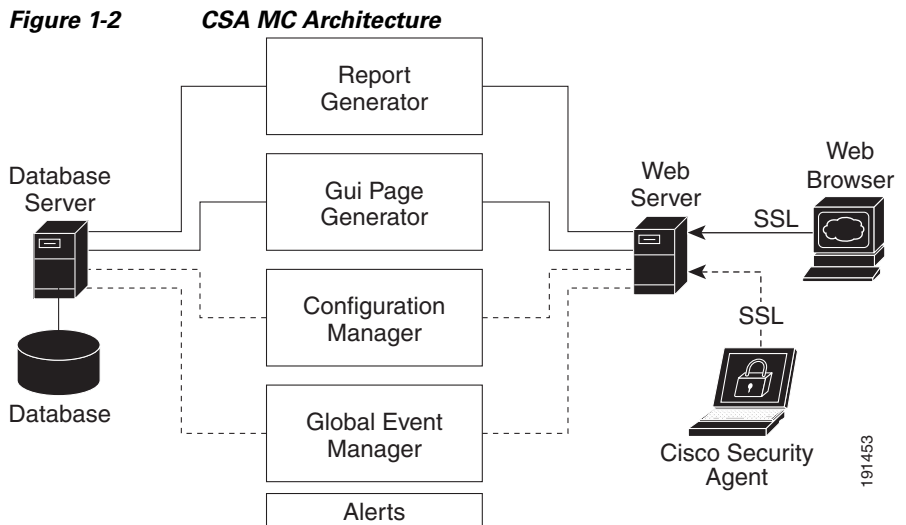 Figure 1-2 CSA MC Architecture
Report
Generator
Gui Page
Generator
Configuration
Manager
Global Event
Manager
Alerts
Database
Server
Database
Web
Server
Web
Browser
SSL
SSL
Cisco Security
Agent
191453